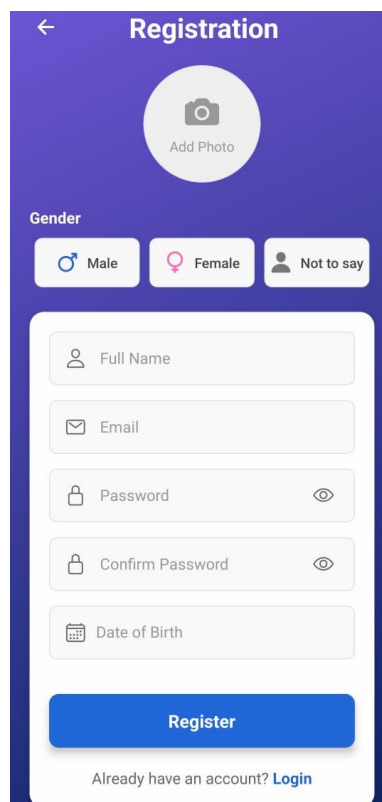 Registration
Add Photo
Gender
Male Female Not to say
Full Name
Email
Password
Confirm Password
Date of Birth
Register
Already have an account? Login